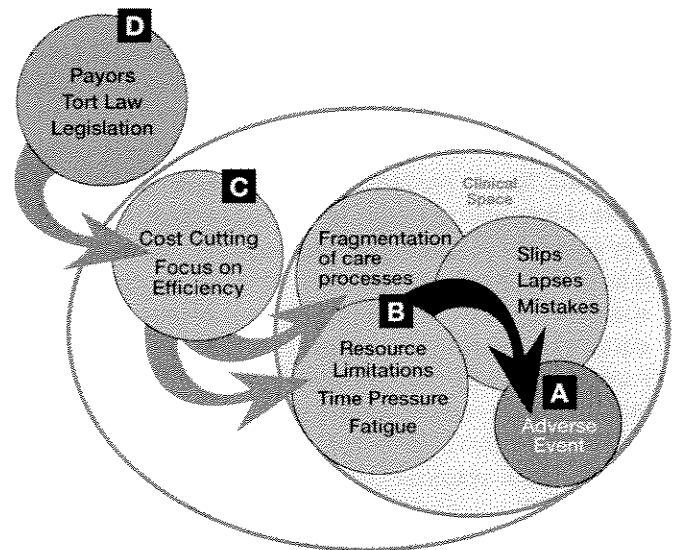 D
Payors
Tort Law
Legislation
C
Cost Cutting
Focus on
Efficiency
Clinical
Space
Fragmentation
of care
processes
Slips
Lapses
Mistakes
B
Resource
Limitations
Time Pressure
Fatigue
A
Adverse
Event